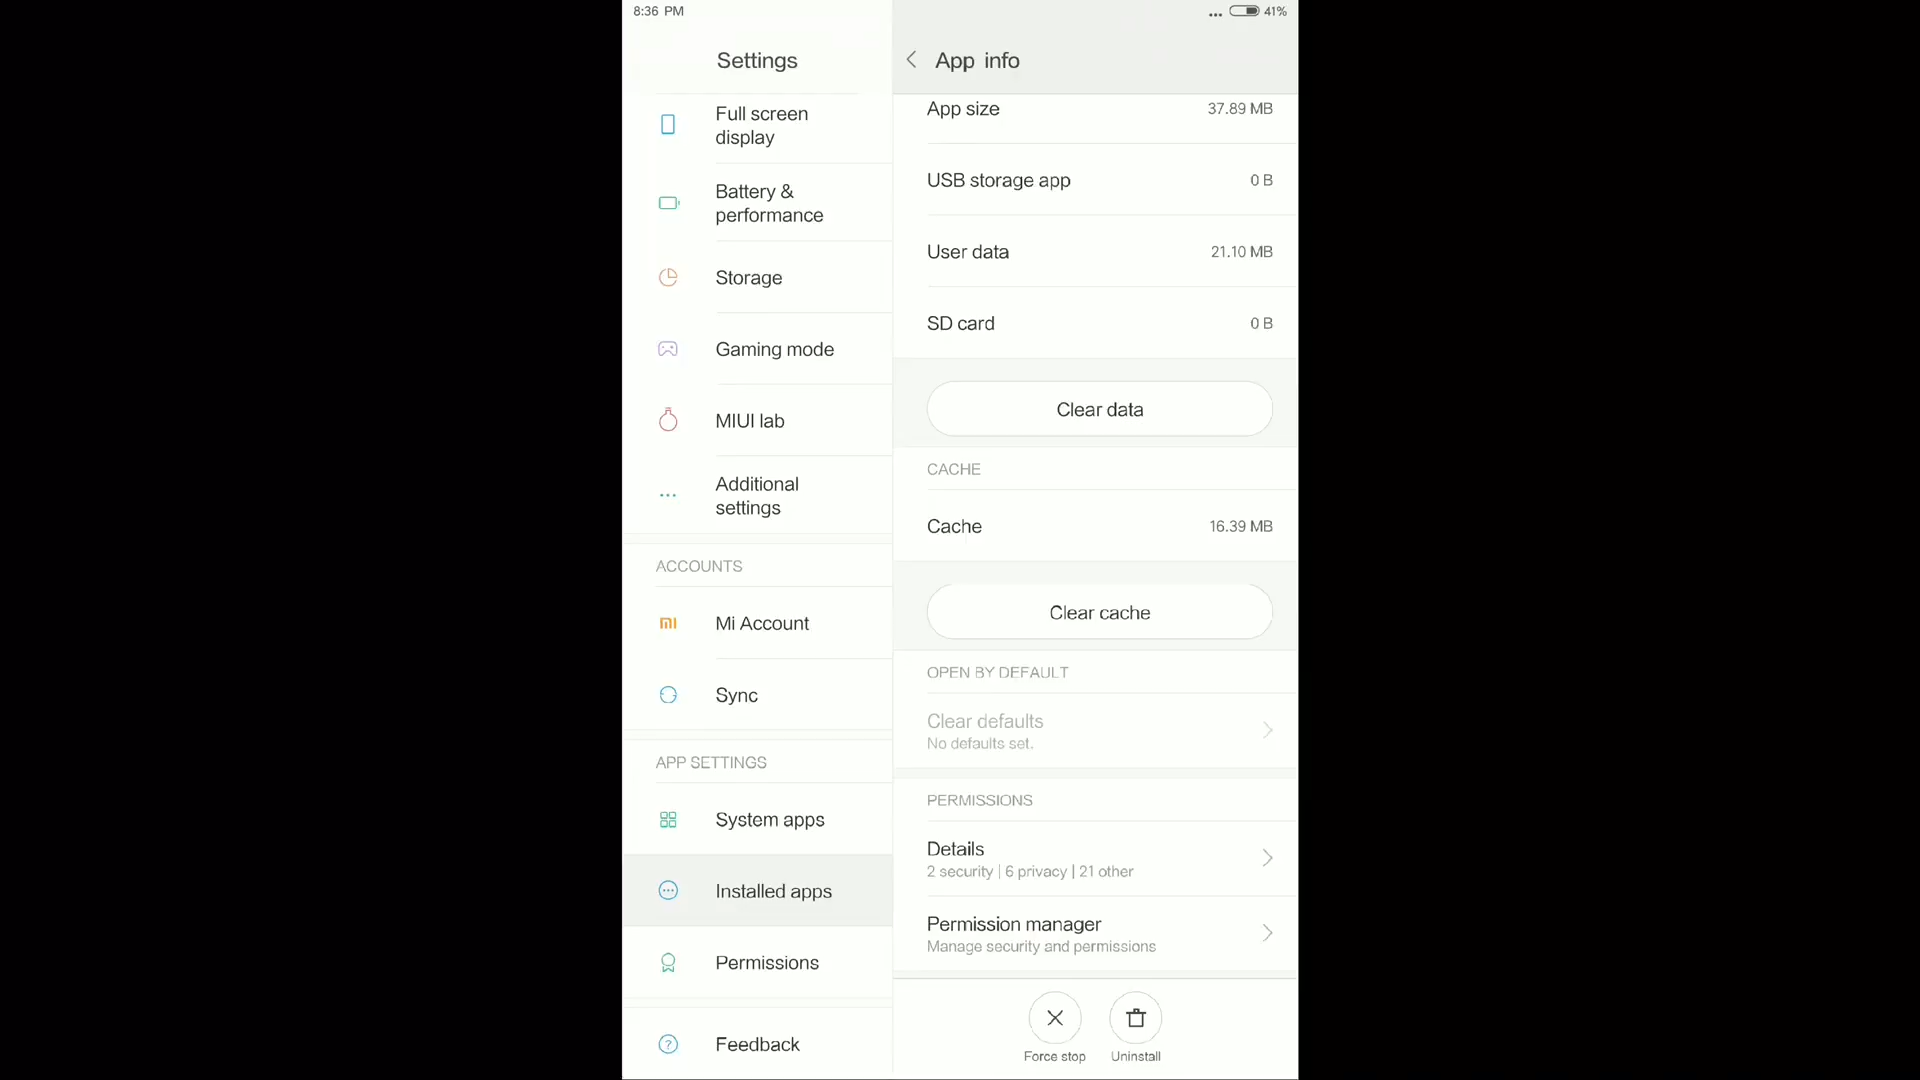 8:36 PM
... 41%
Settings
Full screen
display
Battery &
performance
Storage
Gaming mode
MIUI lab
Additional
settings
ACCOUNTS
Mi Account
Sync
APP SETTINGS
System apps
Installed apps
Permissions
Feedback
App info
App size 37.89 MB
USB storage app 0 B
User data 21.10 MB
SD card 0 B
Clear data
CACHE
Cache 16.39 MB
Clear cache
OPEN BY DEFAULT
Clear defaults
No defaults set.
PERMISSIONS
Details
2 security | 6 privacy | 21 other
Permission manager
Manage security and permissions
Force stop Uninstall